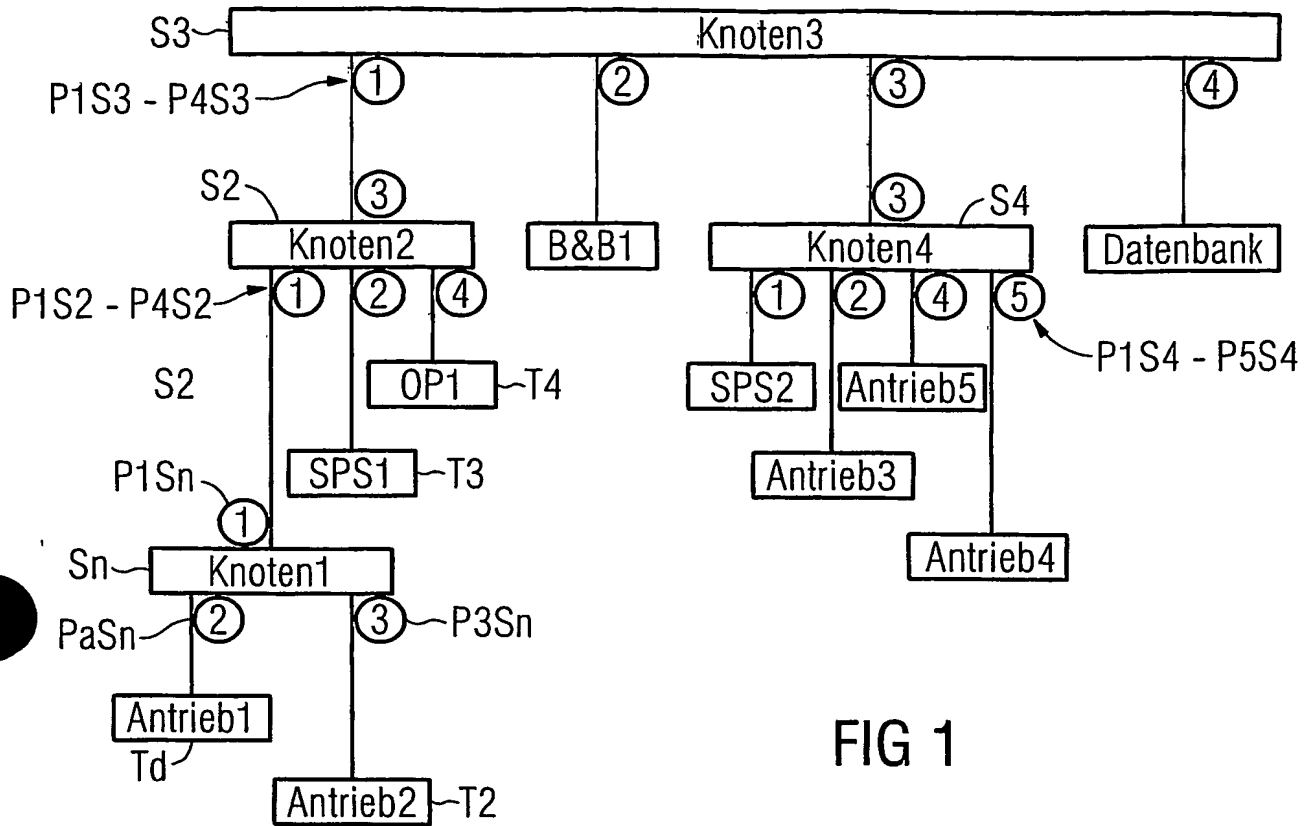 S3
Knoten3
P1S3 - P4S3
1
2
3
4
S2
3
3
S4
Knoten2
B&B1
Knoten4
Datenbank
P1S2 - P4S2
1
2
4
1
2
4
5
P1S4 - P5S4
S2
OP1
T4
SPS2
Antrieb5
P1Sn
SPS1
T3
Antrieb3
1
Sn
Knoten1
Antrieb4
PaSn
2
3
P3Sn
Antrieb1
Td
Antrieb2
T2
FIG 1